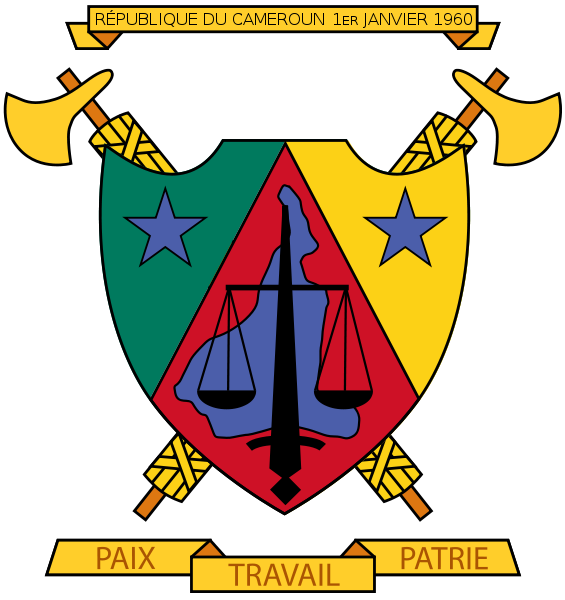 RÉPUBLIQUE DU CAMEROUN 1ER JANVIER 1960
PAIX
TRAVAIL
PATRIE